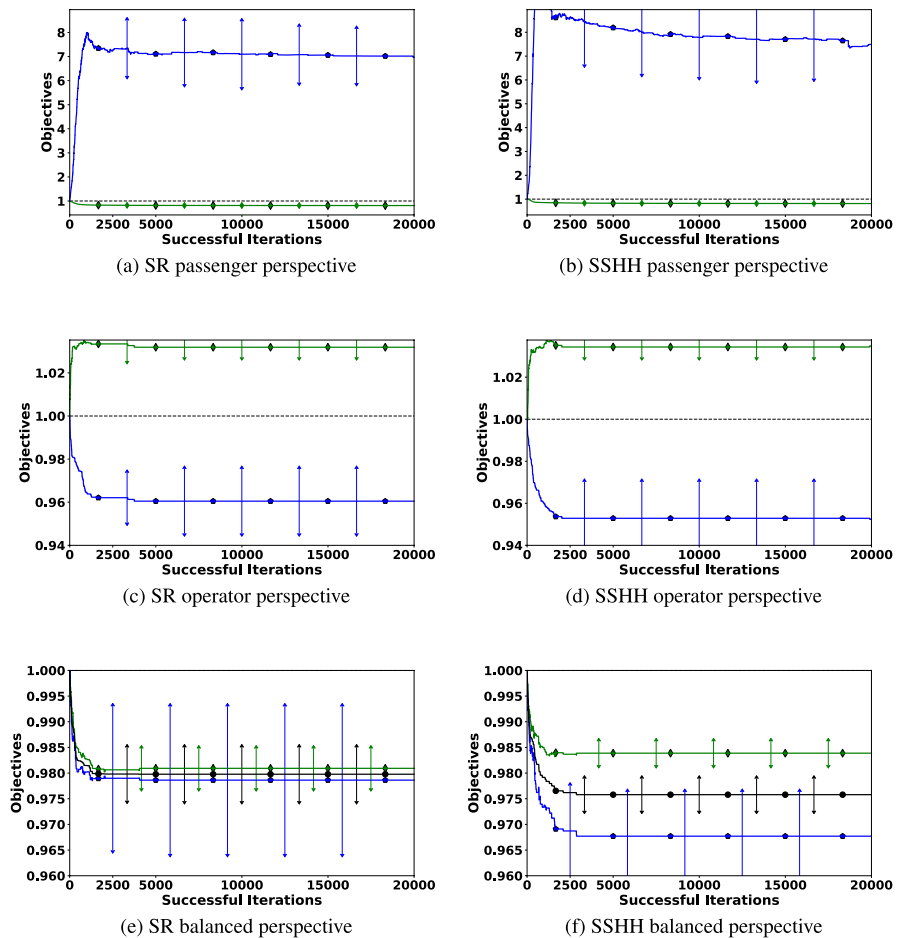 8
7
6
5
4
3
2
1
Objectives
0 2500 5000 7500 10000 12500 15000 17500 20000
Successful Iterations
(a) SR passenger perspective
8
7
6
5
4
3
2
1
Objectives
0 2500 5000 7500 10000 12500 15000 17500 20000
Successful Iterations
(b) SSHH passenger perspective
1.02
1.00
0.98
0.96
0.94
Objectives
0 2500 5000 7500 10000 12500 15000 17500 20000
Successful Iterations
(c) SR operator perspective
1.02
1.00
0.98
0.96
0.94
Objectives
0 2500 5000 7500 10000 12500 15000 17500 20000
Successful Iterations
(d) SSHH operator perspective
1.000
0.995
0.990
0.985
0.980
0.975
0.970
0.965
0.960
Objectives
0 2500 5000 7500 10000 12500 15000 17500 20000
Successful Iterations
(e) SR balanced perspective
1.000
0.995
0.990
0.985
0.980
0.975
0.970
0.965
0.960
Objectives
0 2500 5000 7500 10000 12500 15000 17500 20000
Successful Iterations
(f) SSHH balanced perspective